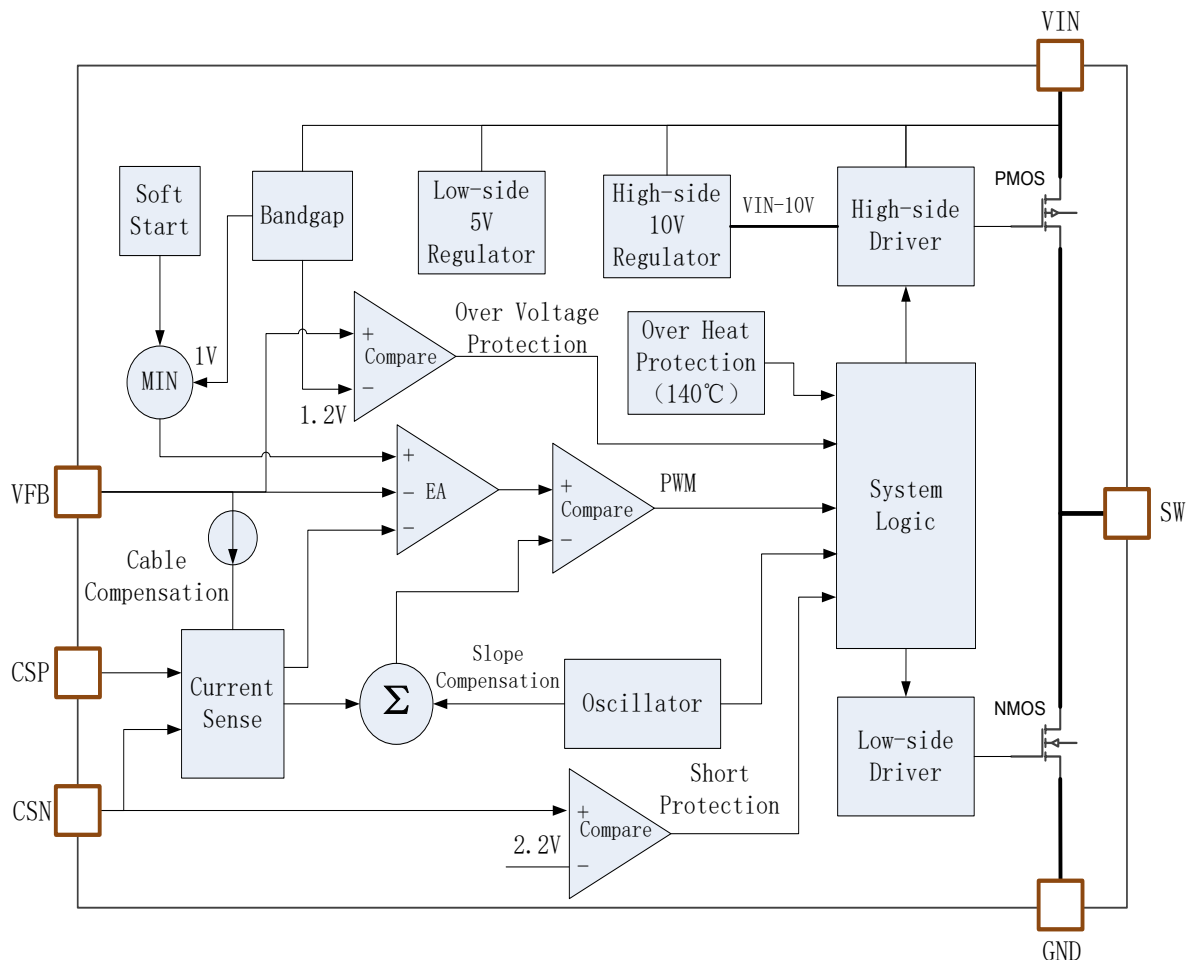 VIN
Soft
Start
Bandgap
Low-side
5V
Regulator
High-side
10V
Regulator
VIN-10V
High-side
Driver
PMOS
1V
MIN
+
Compare
−
1.2V
Over Voltage
Protection
Over Heat
Protection
（140℃）
VFB
+
− EA
−
+
Compare
−
PWM
System
Logic
SW
Cable
Compensation
CSP
Current
Sense
Σ
Slope
Compensation
Oscillator
NMOS
Low-side
Driver
CSN
+
Compare
−
2.2V
Short
Protection
GND